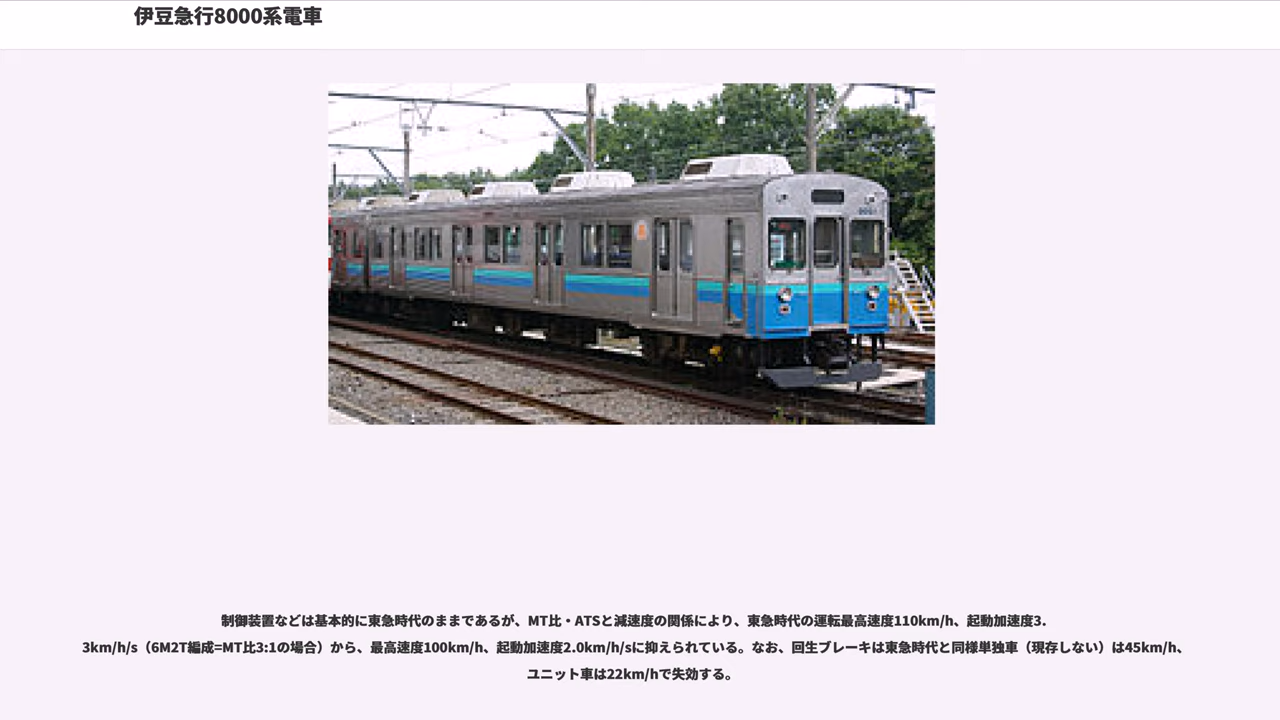 伊豆急行8000系電車
制御装置などは基本的に東急時代のままであるが、MT比・ATSと減速度の関係により、東急時代の運転最高速度110km/h、起動加速度3.
3km/h/s（6M2T編成=MT比3:1の場合）から、最高速度100km/h、起動加速度2.0km/h/sに抑えられている。なお、回生ブレーキは東急時代と同様単独車（現存しない）は45km/h、
ユニット車は22km/hで失効する。